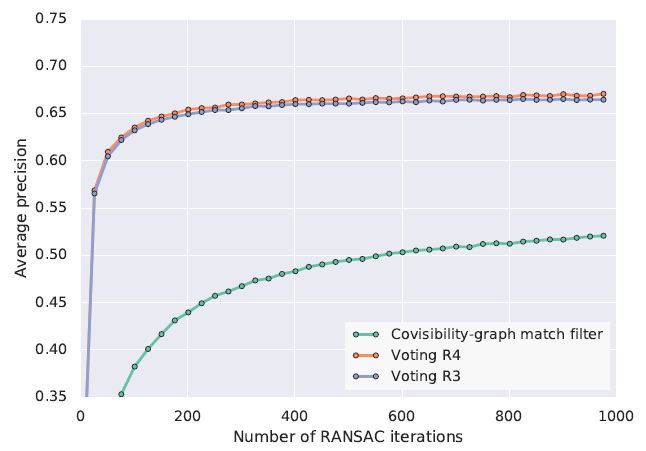 0.75
0.70
0.65
0.60
0.55
0.50
0.45
0.40
0.35
Average precision
Covisibility-graph match filter
Voting R4
Voting R3
0 200 400 600 800 1000
Number of RANSAC iterations